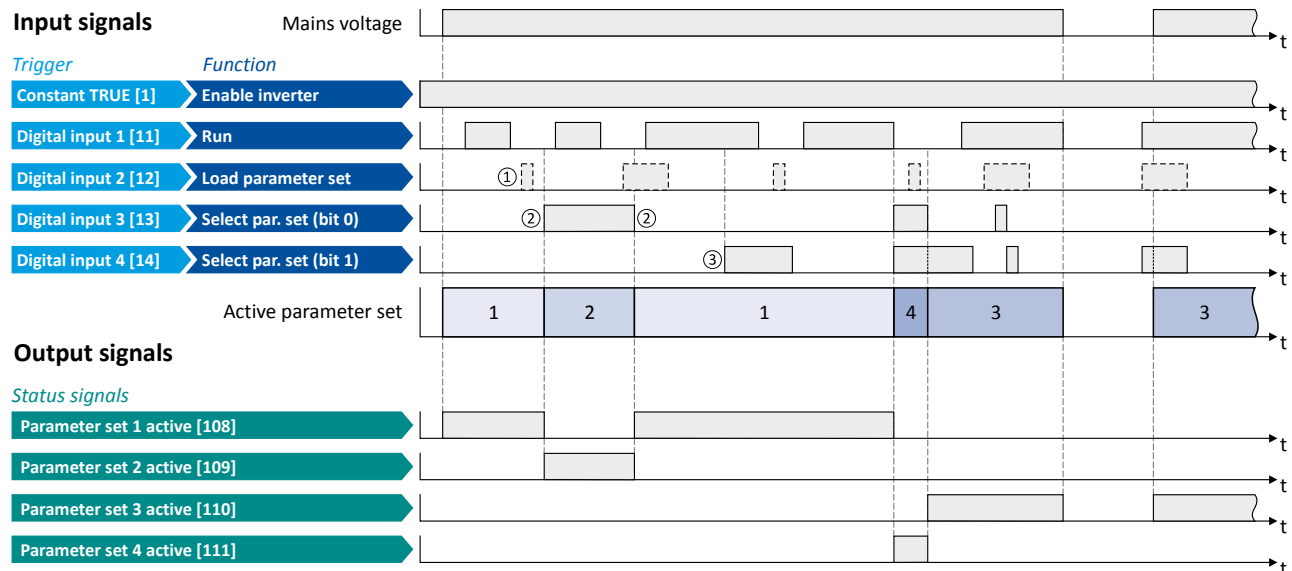 Input signals
Mains voltage
t
Trigger Function
Constant TRUE [1] Enable inverter
t
Digital input 1 [11] Run
t
Digital input 2 [12] Load parameter set ①
t
Digital input 3 [13] Select par. set (bit 0) ② ②
t
Digital input 4 [14] Select par. set (bit 1) ③
t
Active parameter set 1 2 1 4 3 3
t
Output signals
Status signals
Parameter set 1 active [108]
t
Parameter set 2 active [109]
t
Parameter set 3 active [110]
t
Parameter set 4 active [111]
t